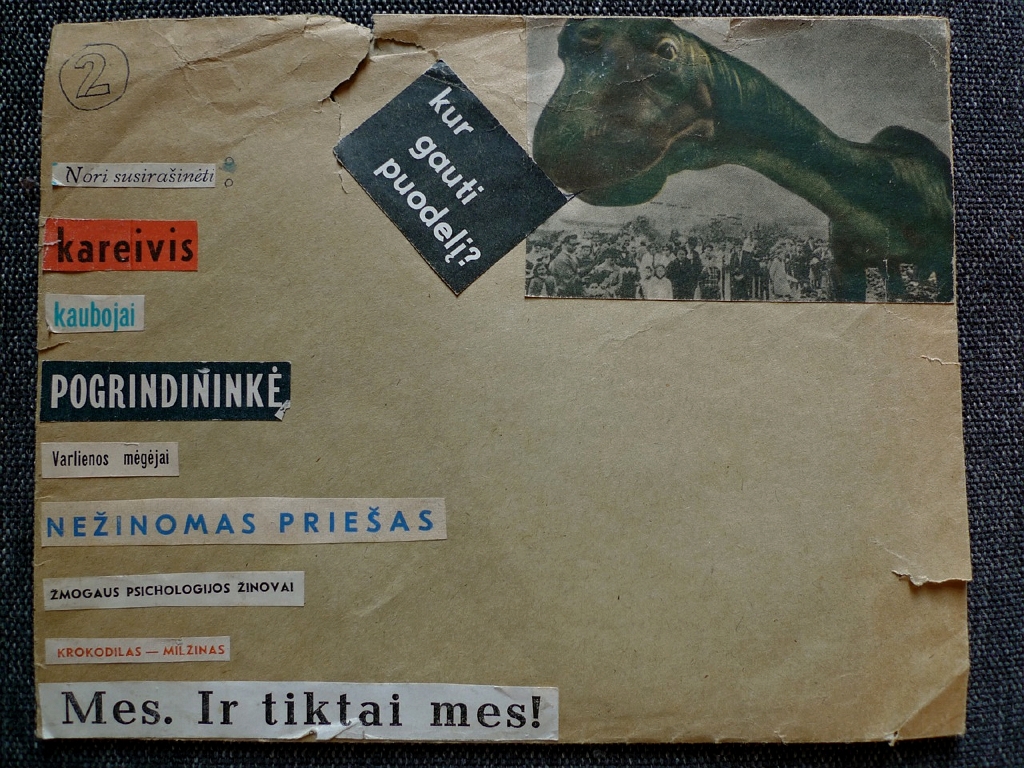 2
kur
gauti
puodelį?
Nori susirašinėti:
kareivis
kaubojai
POGRINDININKĖ
Varlienos mėgėjai
NEŽINOMAS PRIEŠAS
ŽMOGAUS PSICHOLOGIJOS ŽINOVAI
KROKODILAS — MILŽINAS
Mes. Ir tiktai mes!